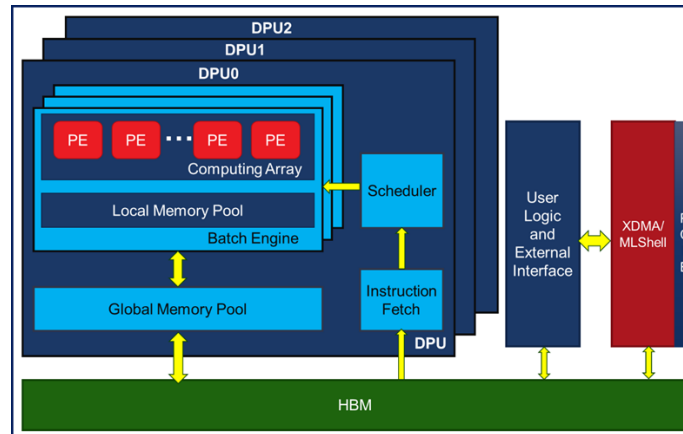 DPU2
DPU1
DPU0
PE
PE
PE
PE
Computing Array
Local Memory Pool
Batch Engine
Global Memory Pool
Scheduler
Instruction
Fetch
DPU
User
Logic
and
External
Interface
XDMA/
MLShell
HBM